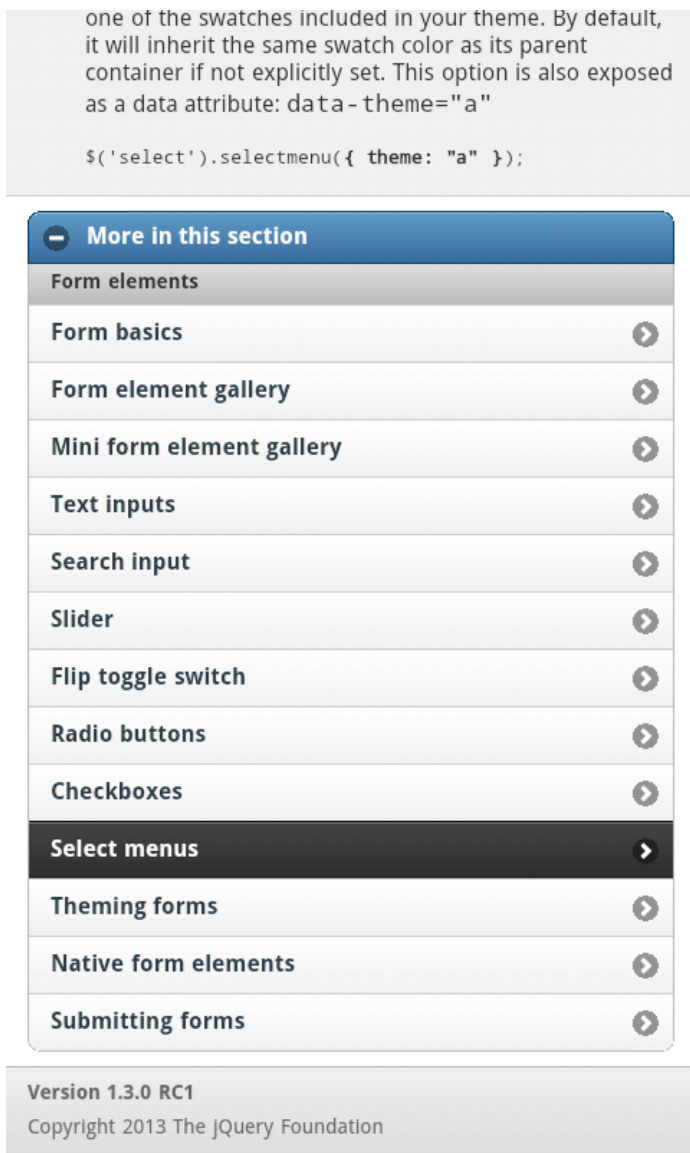 one of the swatches included in your theme. By default,
it will inherit the same swatch color as its parent
container if not explicitly set. This option is also exposed
as a data attribute: data-theme="a"
$('select').selectmenu({ theme: "a" });
More in this section
Form elements
Form basics
Form element gallery
Mini form element gallery
Text inputs
Search input
Slider
Flip toggle switch
Radio buttons
Checkboxes
Select menus
Theming forms
Native form elements
Submitting forms
Version 1.3.0 RC1
Copyright 2013 The jQuery Foundation